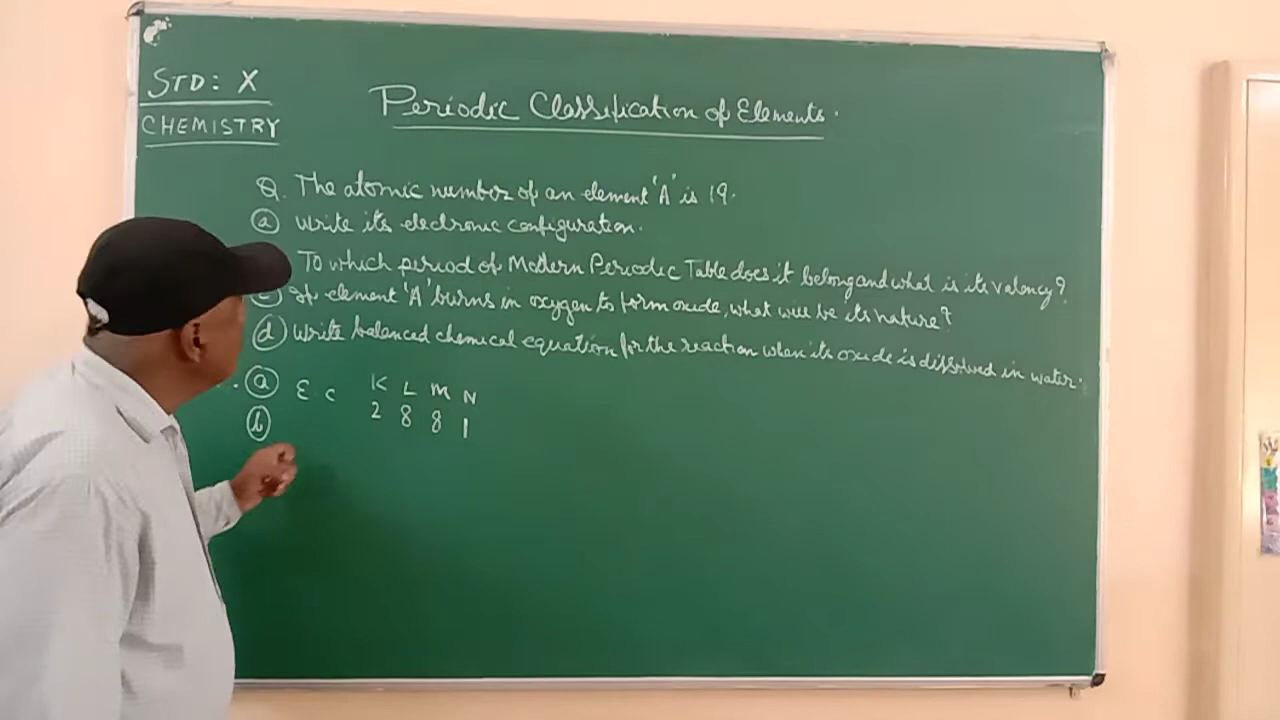 STD: X
CHEMISTRY
Periodic Classification of Elements.
Q. The atomic number of an element 'A' is 19.
(a) Write its electronic configuration.
To which period of Modern Periodic Table does it belong and what is its valency?
If element 'A' burns in oxygen to form oxide, what will be its nature?
(d) Write balanced chemical equation for the reaction when its oxide is dissolved in water.
(a) E C K L M N
2 8 8 1
(b)